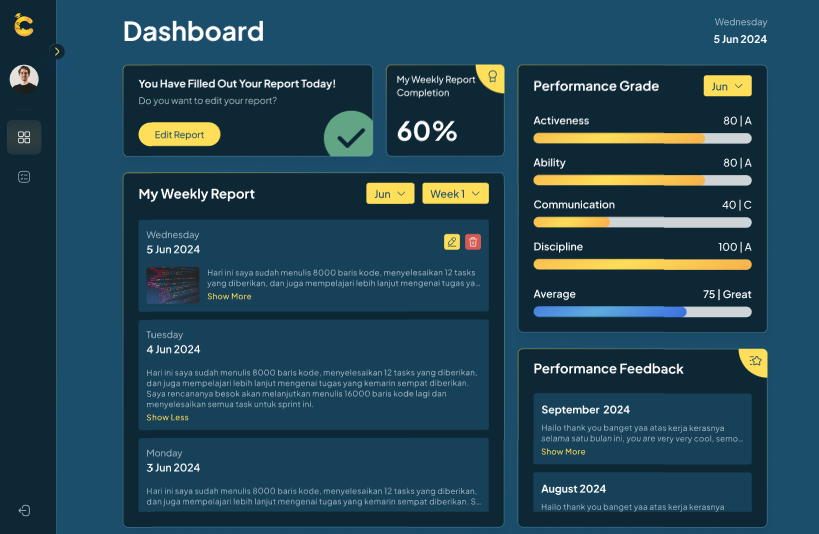 Dashboard
Wednesday
5 Jun 2024
You Have Filled Out Your Report Today!
Do you want to edit your report?
Edit Report
My Weekly Report
Completion
60%
My Weekly Report
Jun
Week 1
Wednesday
5 Jun 2024
Hari ini saya sudah menulis 8000 baris kode, menyelesaikan 12 tasks
yang diberikan, dan juga mempelajari lebih lanjut mengenai tugas ya...
Show More
Tuesday
4 Jun 2024
Hari ini saya sudah menulis 8000 baris kode, menyelesaikan 12 tasks yang diberikan,
dan juga mempelajari lebih lanjut mengenai tugas yang kemarin sempat diberikan.
Saya rencananya besok akan melanjutkan menulis 16000 baris kode lagi dan
menyelesaikan semua task untuk sprint ini.
Show Less
Monday
3 Jun 2024
Hari ini saya sudah menulis 8000 baris kode, menyelesaikan 12 tasks yang diberikan,
dan juga mempelajari lebih lanjut mengenai tugas yang kemarin sempat diberikan. S...
Performance Grade
Jun
Activeness 80 | A
Ability 80 | A
Communication 40 | C
Discipline 100 | A
Average 75 | Great
Performance Feedback
September 2024
Hailo thank you banget yaa atas kerja kerasnya
selama satu bulan ini, you are very very cool, semo...
Show More
August 2024
Hailo thank you banget yaa atas kerja kerasnya